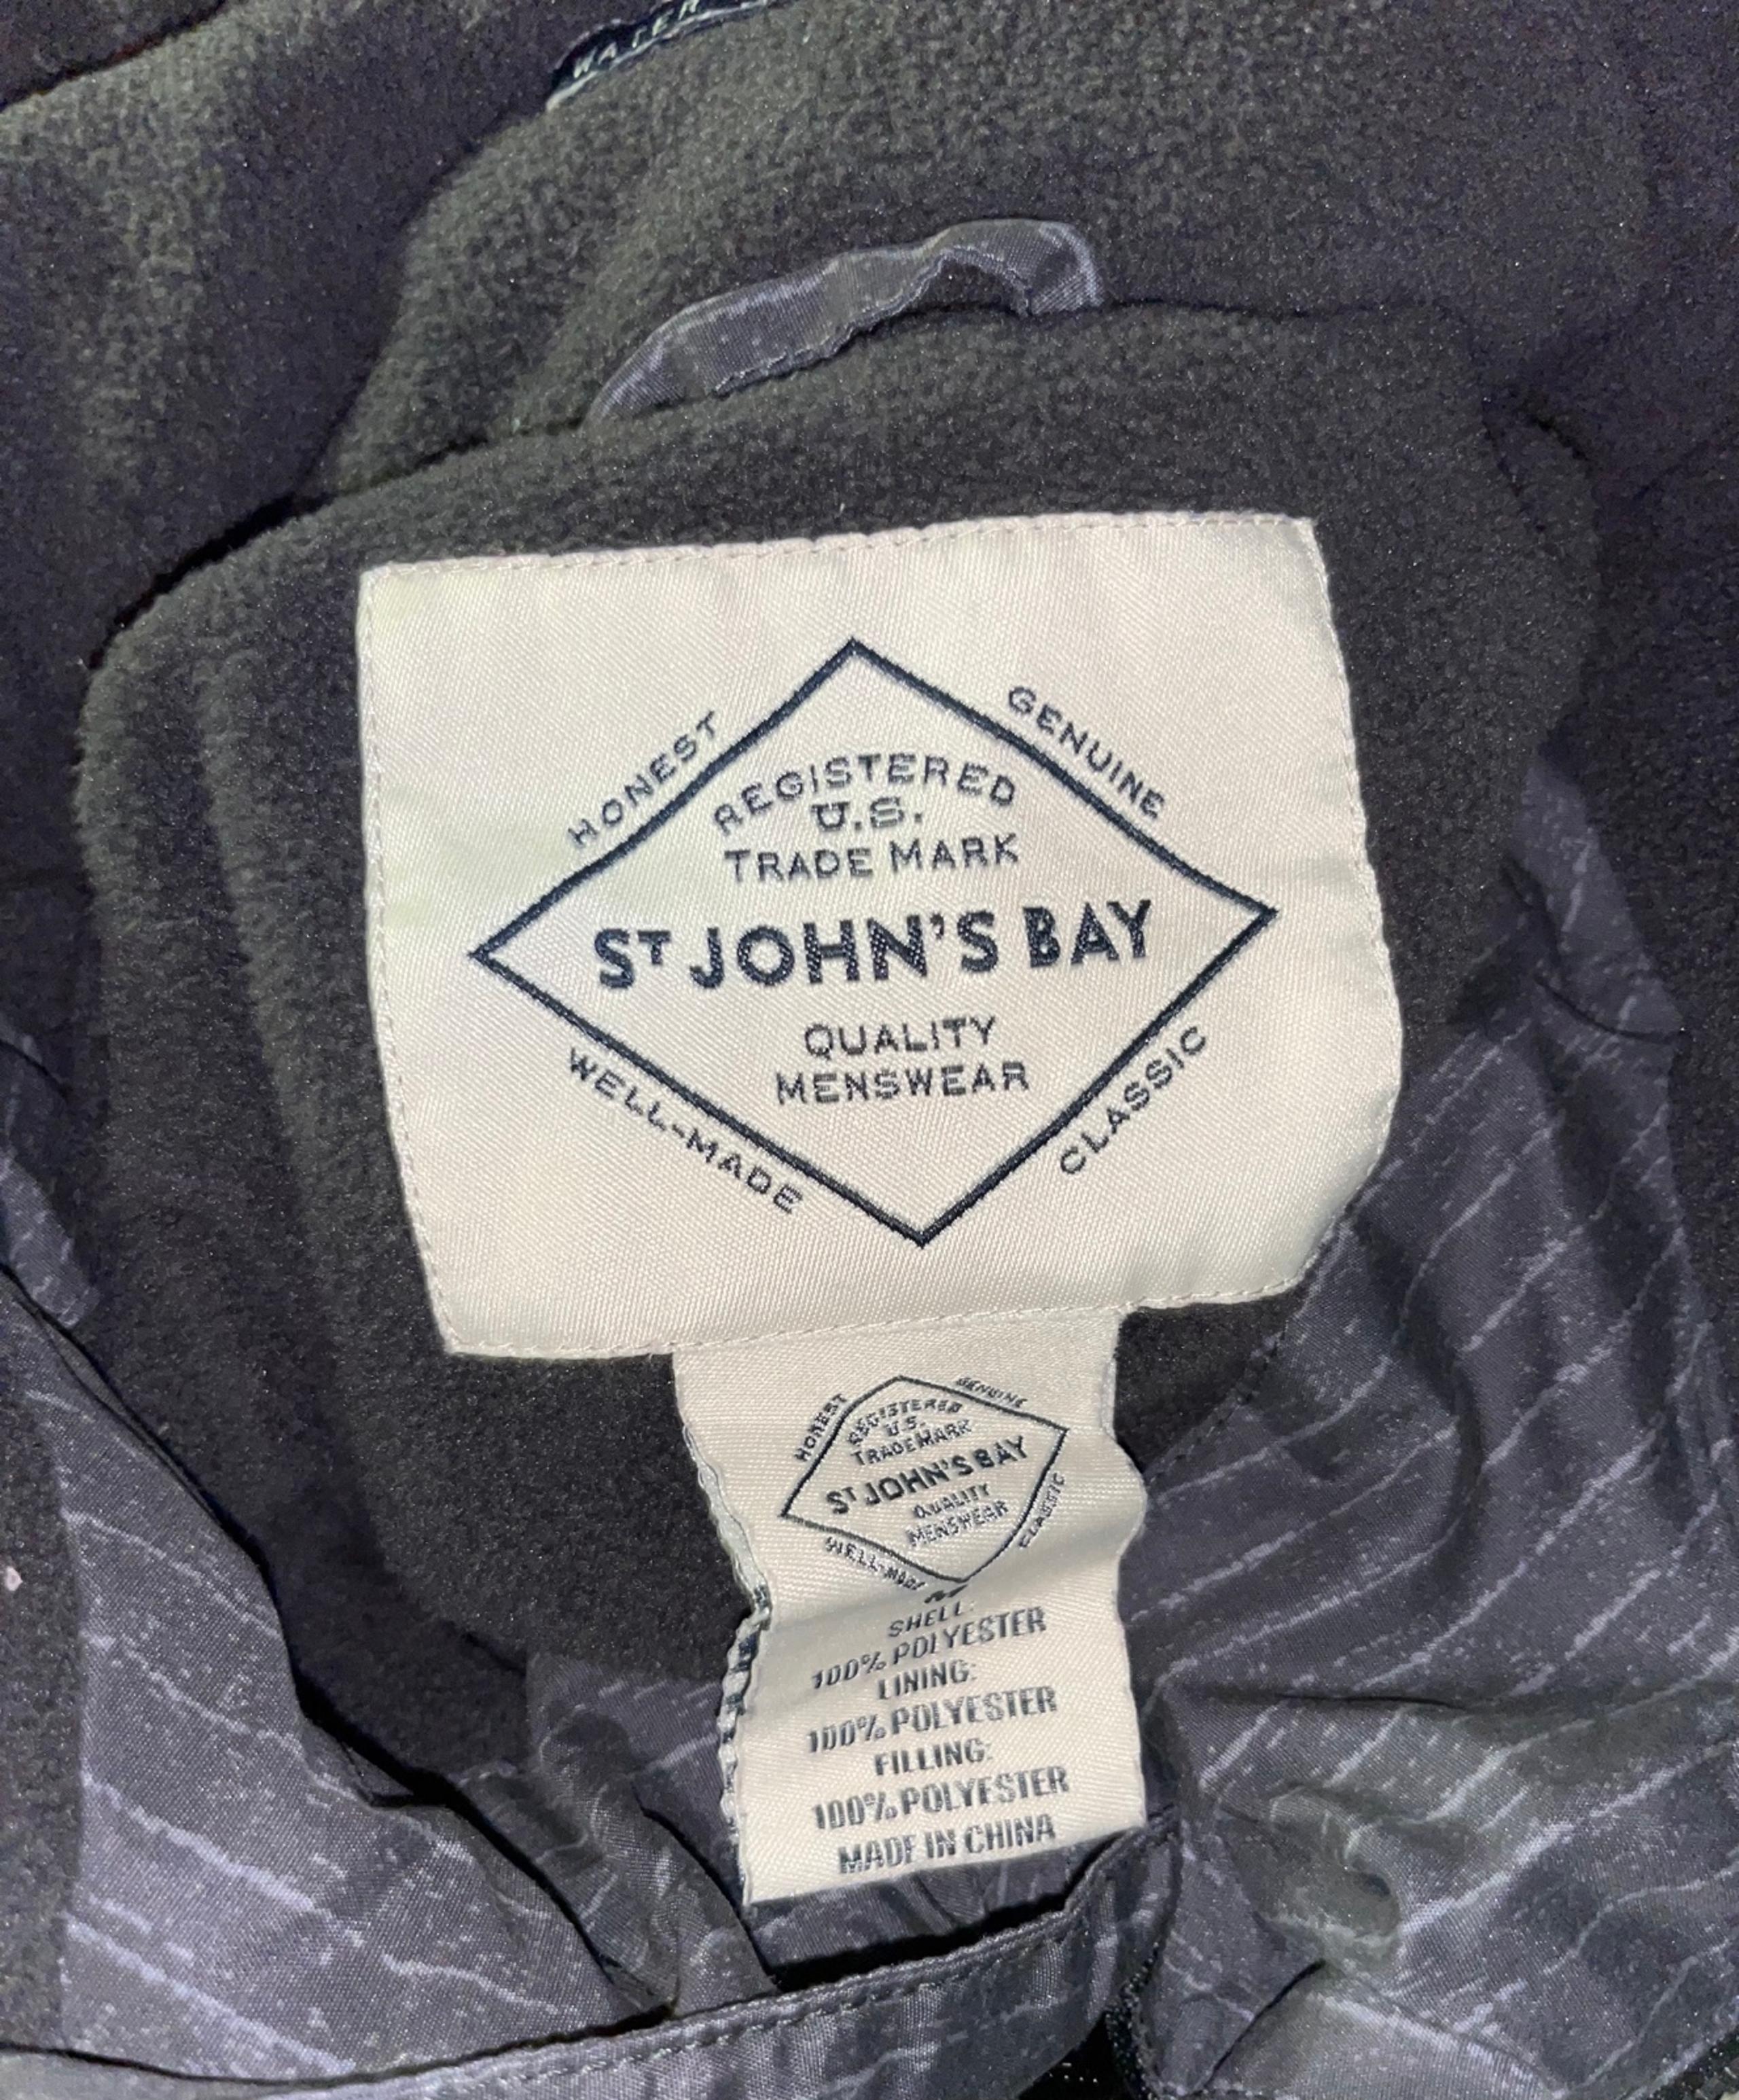 WATER
HONEST
GENUINE
REGISTERED
U.S.
TRADE MARK
ST JOHN'S BAY
QUALITY
MENSWEAR
WELL-MADE
CLASSIC
HONEST
GENUINE
REGISTERED
U.S.
TRADE MARK
ST JOHN'S BAY
QUALITY
MENSWEAR
WELL-MADE
CLASSIC
SHELL:
100% POLYESTER
LINING:
100% POLYESTER
FILLING:
100% POLYESTER
MADE IN CHINA